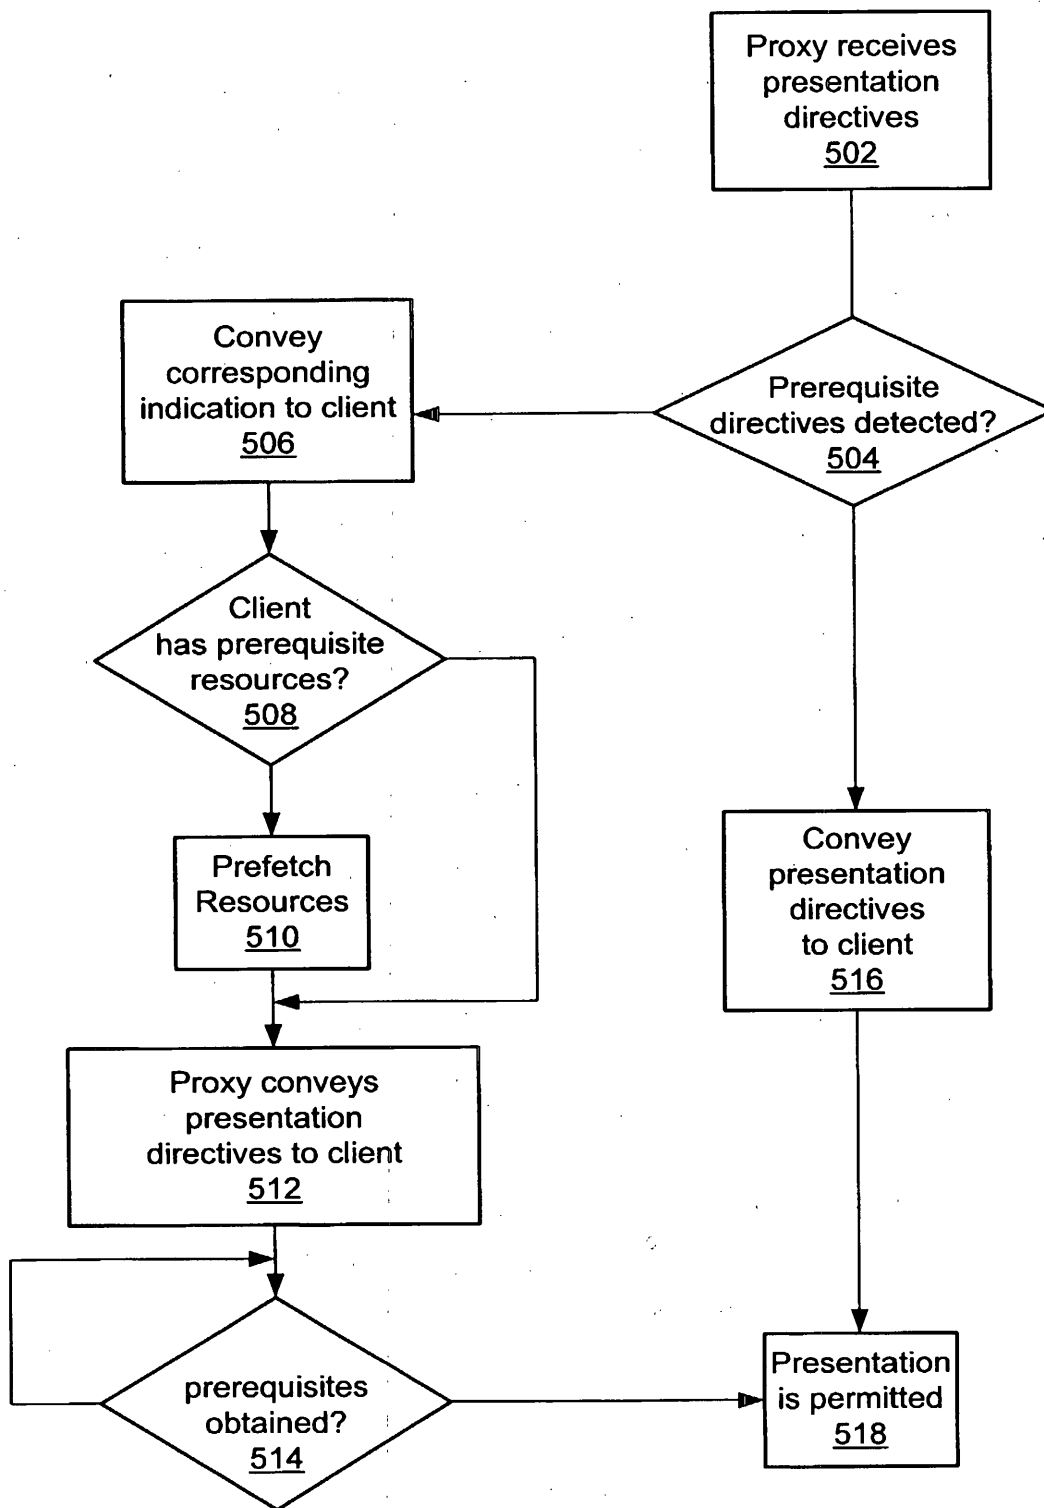 Proxy receives
presentation
directives
502
Prerequisite
directives detected?
504
Convey
corresponding
indication to client
506
Client
has prerequisite
resources?
508
Prefetch
Resources
510
Proxy conveys
presentation
directives to client
512
prerequisites
obtained?
514
Convey
presentation
directives
to client
516
Presentation
is permitted
518